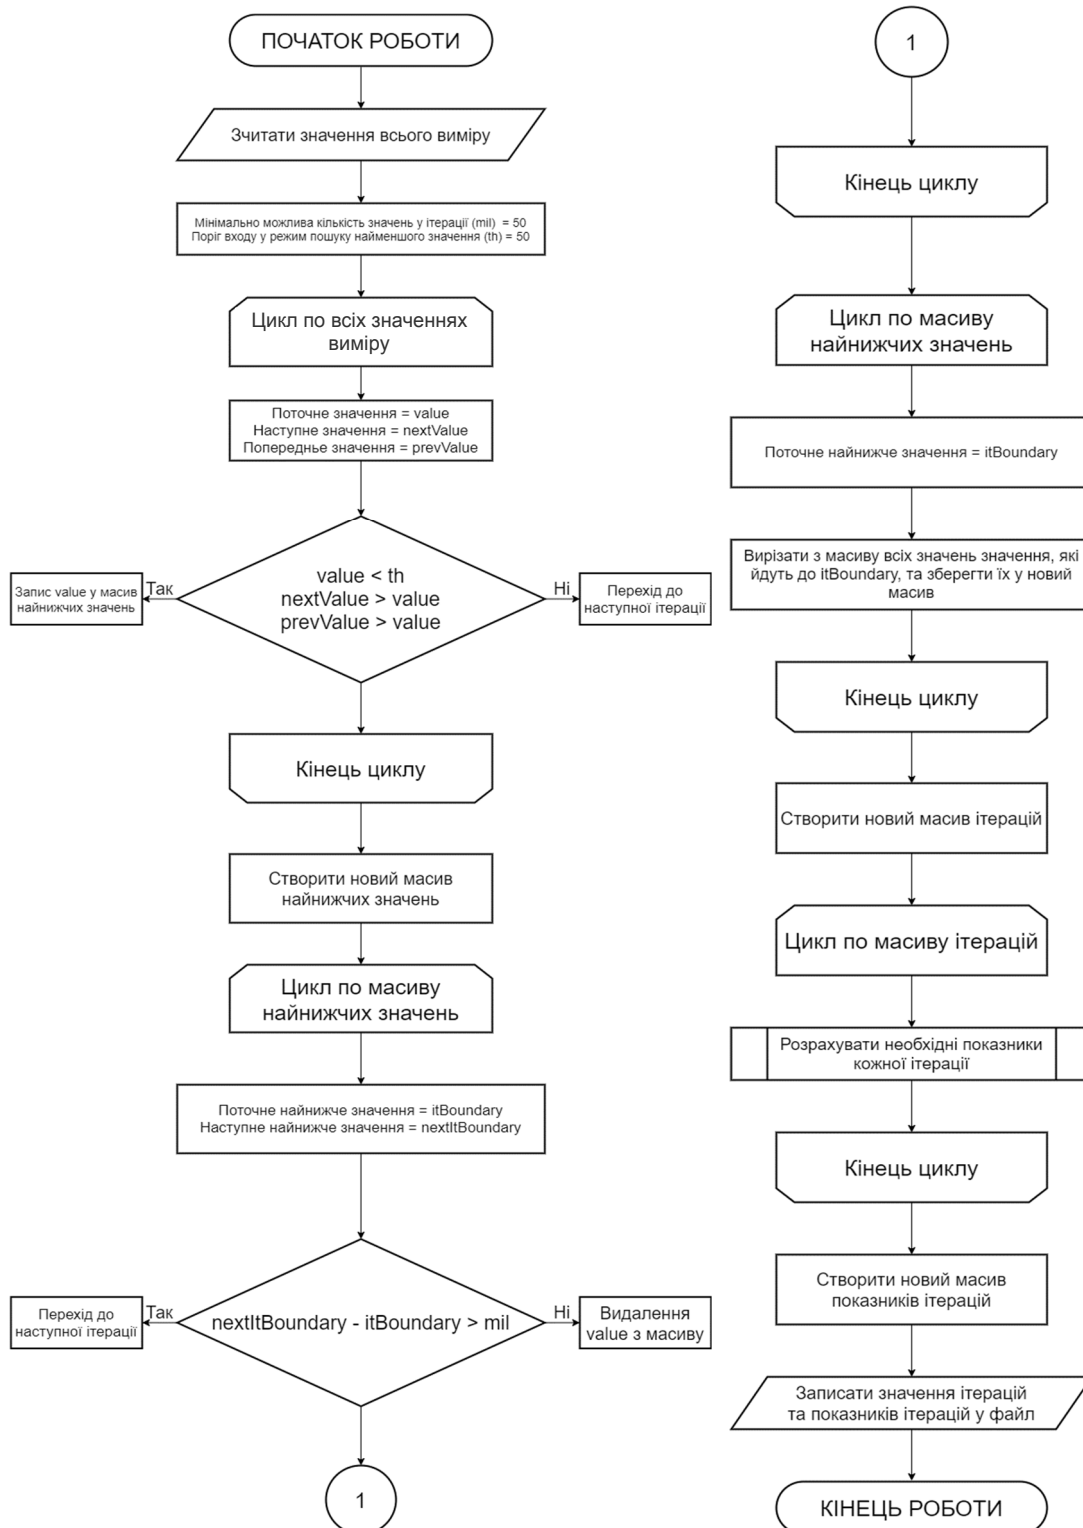 ПОЧАТОК РОБОТИ
Зчитати значення всього виміру
Мінімально можлива кількість значень у ітерації (mil) = 50
Поріг входу у режим пошуку найменшого значення (th) = 50
Цикл по всіх значеннях
виміру
Поточне значення = value
Наступне значення = nextValue
Попереднье значення = prevValue
value < th
nextValue > value
prevValue > value
Так
Запис value у масив
найнижчих значень
Ні
Перехід до
наступної ітерації
Кінець циклу
Створити новий масив
найнижчих значень
Цикл по масиву
найнижчих значень
Поточне найнижче значення = itBoundary
Наступне найнижче значення = nextItBoundary
nextItBoundary - itBoundary > mil
Так
Перехід до
наступної ітерації
Ні
Видалення
value з масиву
1
1
Кінець циклу
Цикл по масиву
найнижчих значень
Поточне найнижче значення = itBoundary
Вирізати з масиву всіх значень значення, які
йдуть до itBoundary, та зберегти їх у новий
масив
Кінець циклу
Створити новий масив ітерацій
Цикл по масиву ітерацій
Розрахувати необхідні показники
кожної ітерації
Кінець циклу
Створити новий масив
показників ітерацій
Записати значення ітерацій
та показників ітерацій у файл
КІНЕЦЬ РОБОТИ